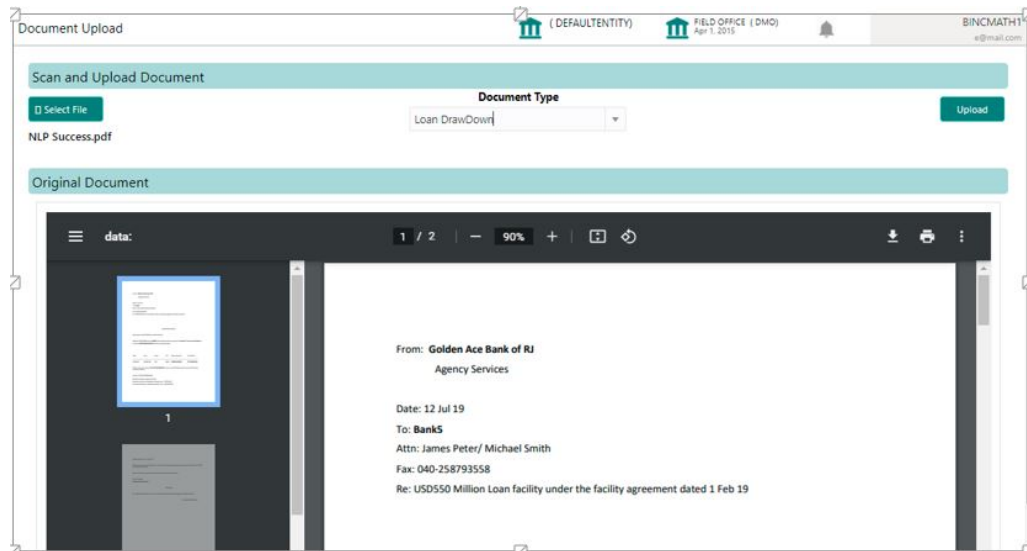 Document Upload
( DEFAULTENTITY)
FIELD OFFICE ( DMO)
Apr 1, 2015
BINCMATH1
e@mail.com
Scan and Upload Document
Select File
Document Type
Loan DrawDown
Upload
NLP Success.pdf
Original Document
data:
1 / 2
90%
From: Golden Ace Bank of RJ
Agency Services
Date: 12 Jul 19
To: Bank5
Attn: James Peter/ Michael Smith
Fax: 040-258793558
Re: USD550 Million Loan facility under the facility agreement dated 1 Feb 19
1